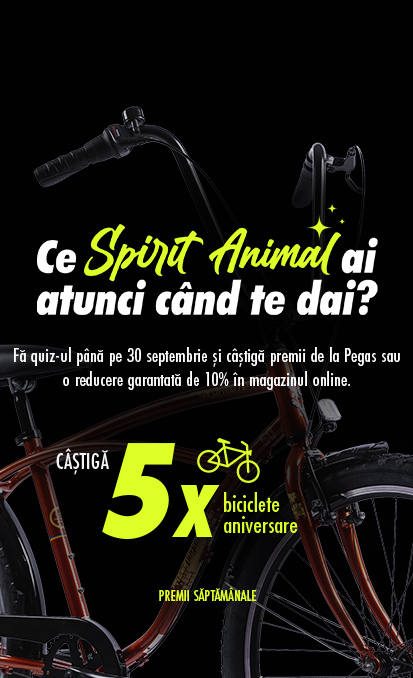 Ce Spirit Animal ai
atunci când te dai?
Fă quiz-ul până pe 30 septembrie și câștigă premii de la Pegas sau
o reducere garantată de 10% în magazinul online.
CÂȘTIGĂ
5x
biciclete
aniversare
PREMII SĂPTĂMÂNALE